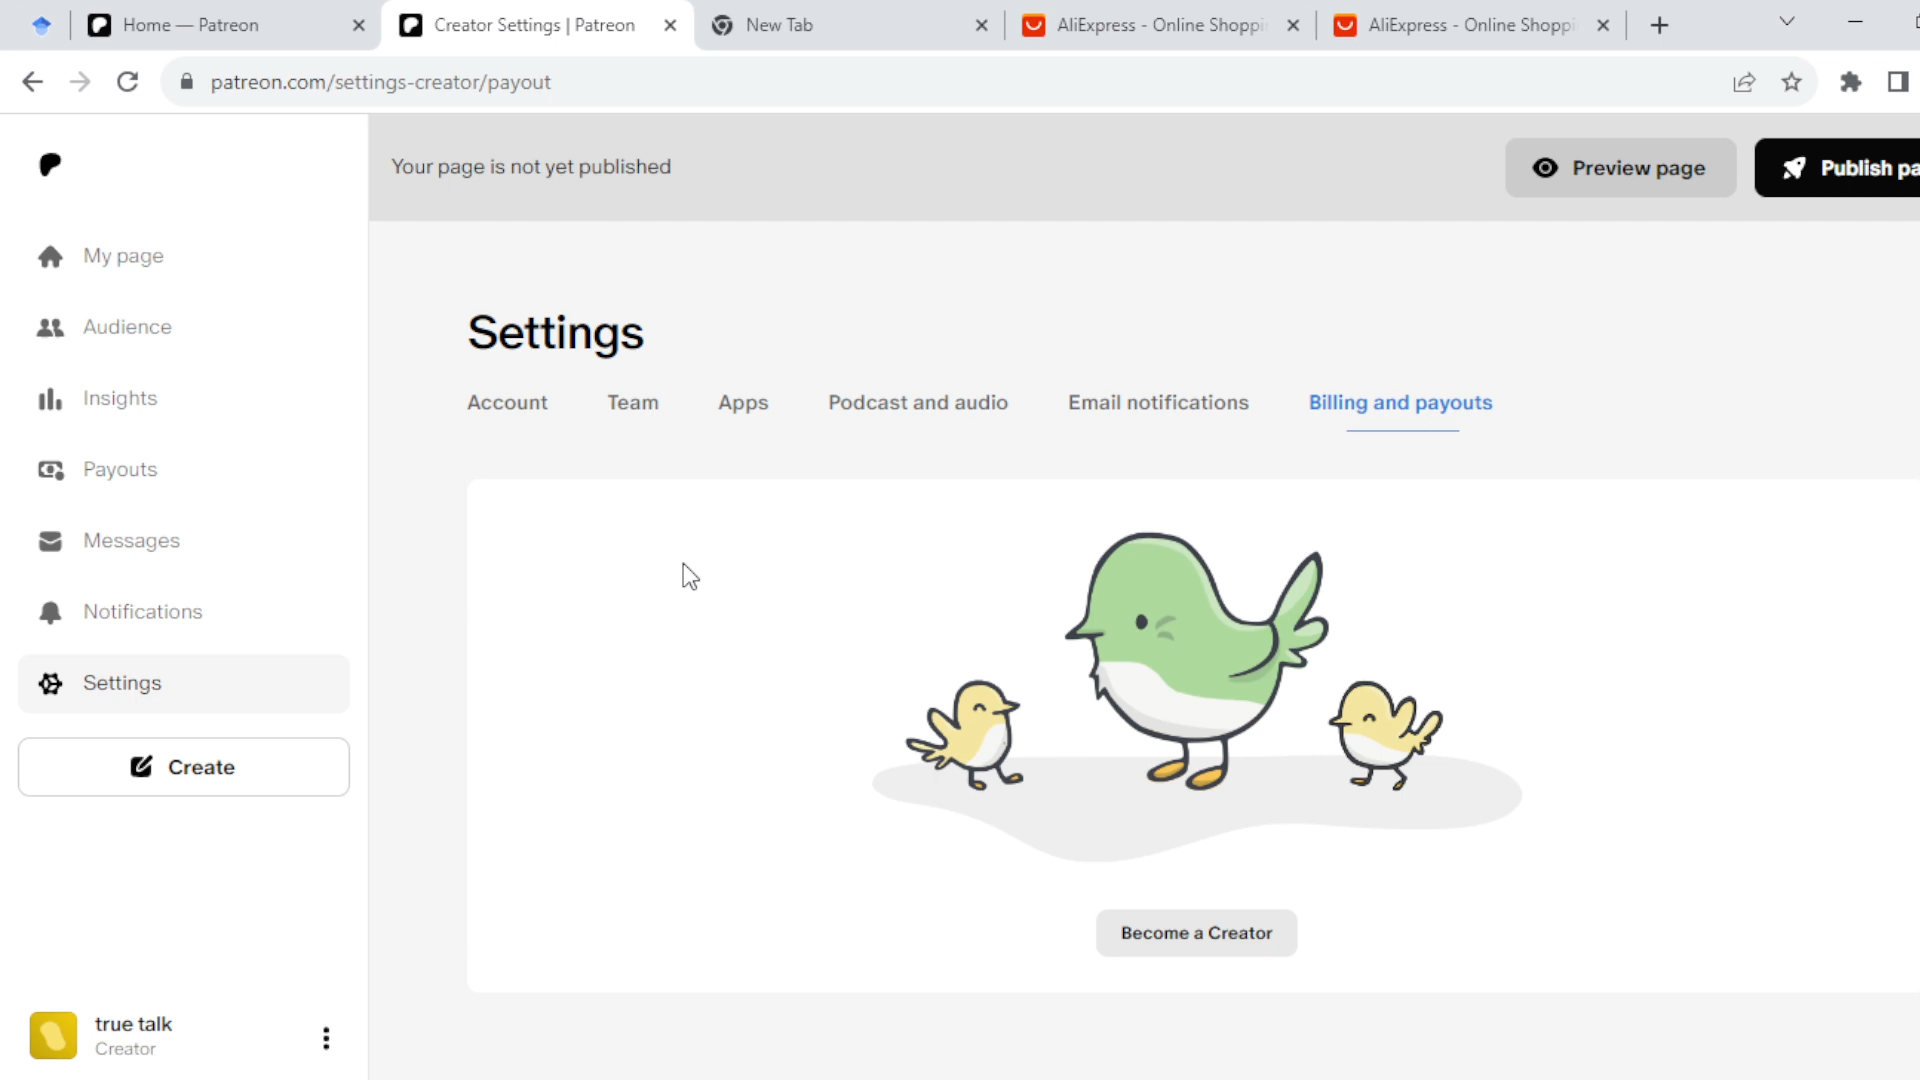 Home — Patreon
Creator Settings | Patreon
New Tab
AliExpress - Online Shoppi
AliExpress - Online Shoppi
patreon.com/settings-creator/payout
Your page is not yet published
Preview page
Publish pa
My page
Audience
Insights
Payouts
Messages
Notifications
Settings
Create
Settings
Account Team Apps Podcast and audio Email notifications Billing and payouts
Become a Creator
true talk
Creator